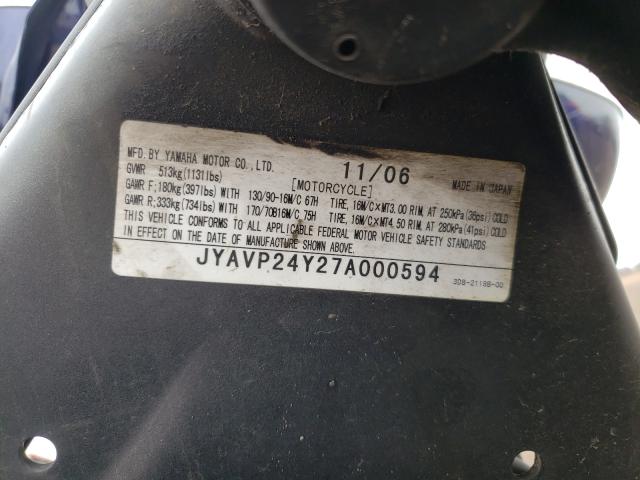 MFD. BY YAMAHA MOTOR CO., LTD. 11/06 MADE IN JAPAN
GVWR 513kg(1131lbs) [MOTORCYCLE]
GAWR F;180kg(397lbs) WITH 130/90-16M/C 67H TIRE, 16M/C×MT3.00 RIM, AT 250kPa(36psi) COLD
GAWR R;333kg(734lbs) WITH 170/70B16M/C 75H TIRE, 16M/C×MT4.50 RIM, AT 280kPa(41psi) COLD
THIS VEHICLE CONFORMS TO ALL APPLICABLE FEDERAL MOTOR VEHICLE SAFETY STANDARDS
IN EFFECT ON THE DATE OF MANUFACTURE SHOWN ABOVE.
JYAVP24Y27A000594 3D8-2119B-00